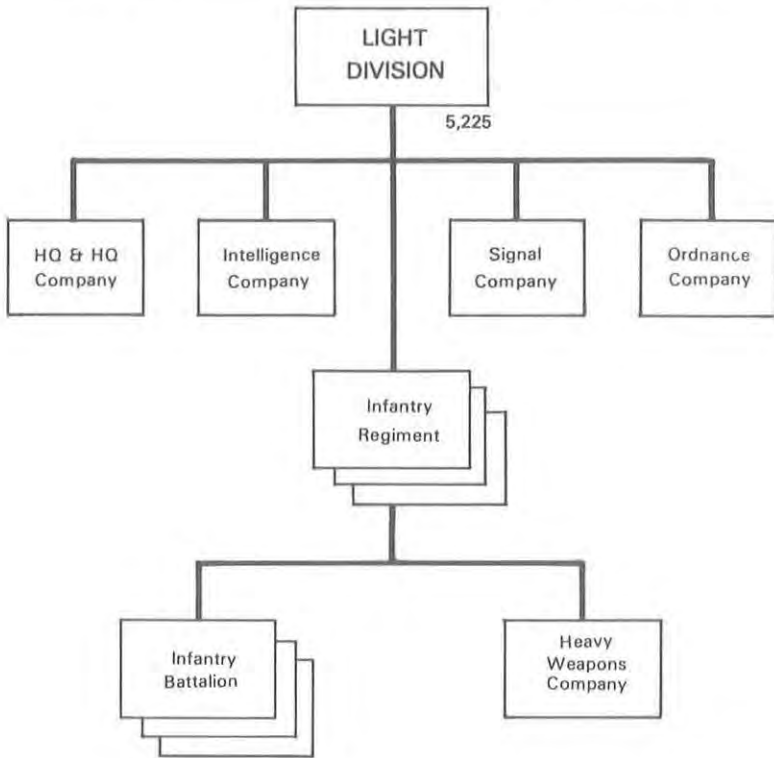 LIGHT
DIVISION
5,225
HQ & HQ
Company
Intelligence
Company
Signal
Company
Ordnance
Company
Infantry
Regiment
Infantry
Battalion
Heavy
Weapons
Company